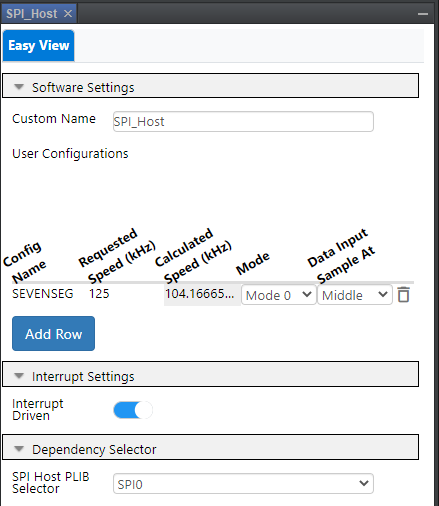 SPI_Host ×
Easy View
Software Settings
Custom Name SPI_Host
User Configurations
Config Name Requested Speed (kHz) Calculated Speed (kHz) Mode Data Input Sample At
SEVENSEG 125 104.16665... Mode 0 Middle
Add Row
Interrupt Settings
Interrupt
Driven
Dependency Selector
SPI Host PLIB
Selector SPI0